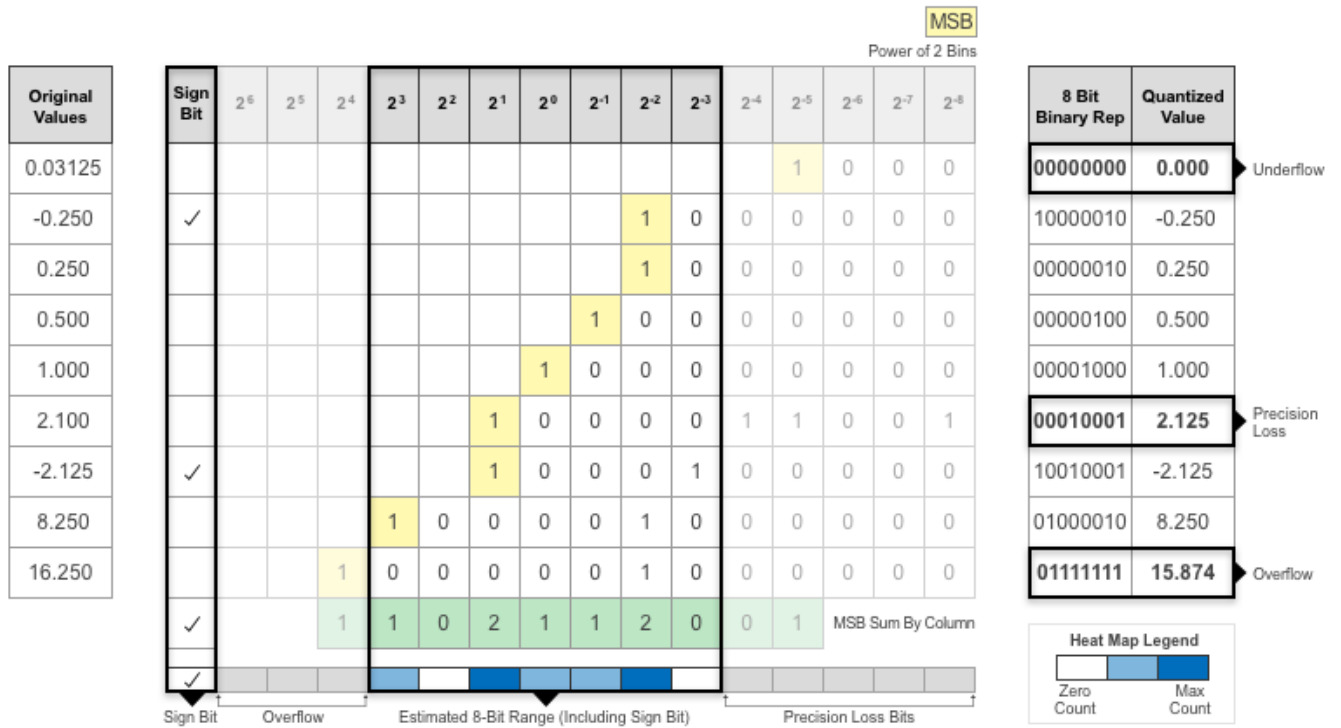 MSB
Power of 2 Bins
Original Values | Sign Bit | 2⁶ | 2⁵ | 2⁴ | 2³ | 2² | 2¹ | 2⁰ | 2⁻¹ | 2⁻² | 2⁻³ | 2⁻⁴ | 2⁻⁵ | 2⁻⁶ | 2⁻⁷ | 2⁻⁸ | 8 Bit Binary Rep | Quantized Value
0.03125 1 0 0 0 00000000 0.000 Underflow
-0.250 ✓ 1 0 0 0 0 0 0 10000010 -0.250
0.250 1 0 0 0 0 0 0 00000010 0.250
0.500 1 0 0 0 0 0 0 0 00000100 0.500
1.000 1 0 0 0 0 0 0 0 0 00001000 1.000
2.100 1 0 0 0 0 1 1 0 0 1 00010001 2.125 Precision Loss
-2.125 ✓ 1 0 0 0 1 0 0 0 0 0 10010001 -2.125
8.250 1 0 0 0 0 1 0 0 0 0 0 0 01000010 8.250
16.250 1 0 0 0 0 0 1 0 0 0 0 0 0 01111111 15.874 Overflow
✓ 1 1 0 2 1 1 2 0 0 1 MSB Sum By Column
✓
Sign Bit Overflow Estimated 8-Bit Range (Including Sign Bit) Precision Loss Bits
Heat Map Legend
Zero Count Max Count